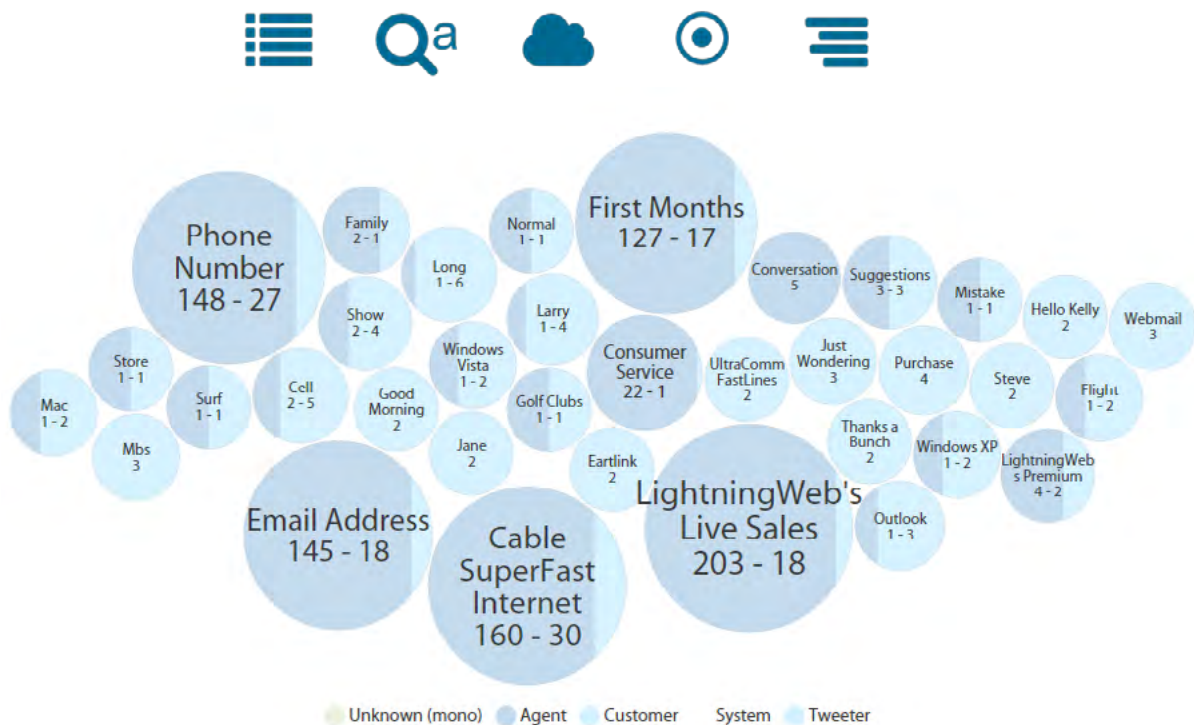 a
First Months
127 - 17
Phone
Number
148 - 27
Family
2 - 1
Normal
1 - 1
Long
1 - 6
Conversation
5
Suggestions
3 - 3
Mistake
1 - 1
Hello Kelly
2
Webmail
3
Show
2 - 4
Larry
1 - 4
Store
1 - 1
Windows
Vista
1 - 2
Consumer
Service
22 - 1
UltraComm
FastLines
2
Just
Wondering
3
Purchase
4
Steve
2
Flight
1 - 2
Mac
1 - 2
Surf
1 - 1
Cell
2 - 5
Good
Morning
2
Golf Clubs
1 - 1
Mbs
3
Jane
2
Eartlink
2
Thanks a
Bunch
2
Windows XP
1 - 2
LightningWeb'
s Premium
4 - 2
Email Address
145 - 18
Cable
SuperFast
Internet
160 - 30
LightningWeb's
Live Sales
203 - 18
Outlook
1 - 3
Unknown (mono) Agent Customer System Tweeter